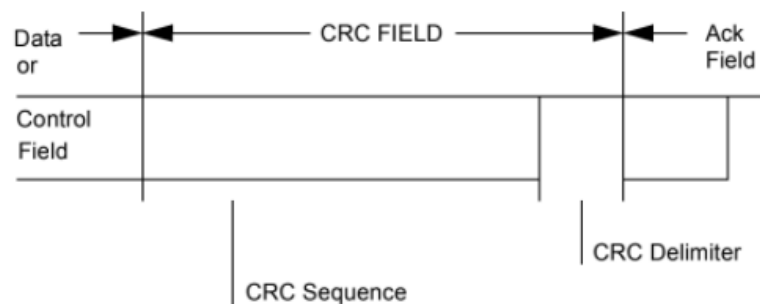 Data
or
CRC FIELD
Ack
Field
Control
Field
CRC Delimiter
CRC Sequence